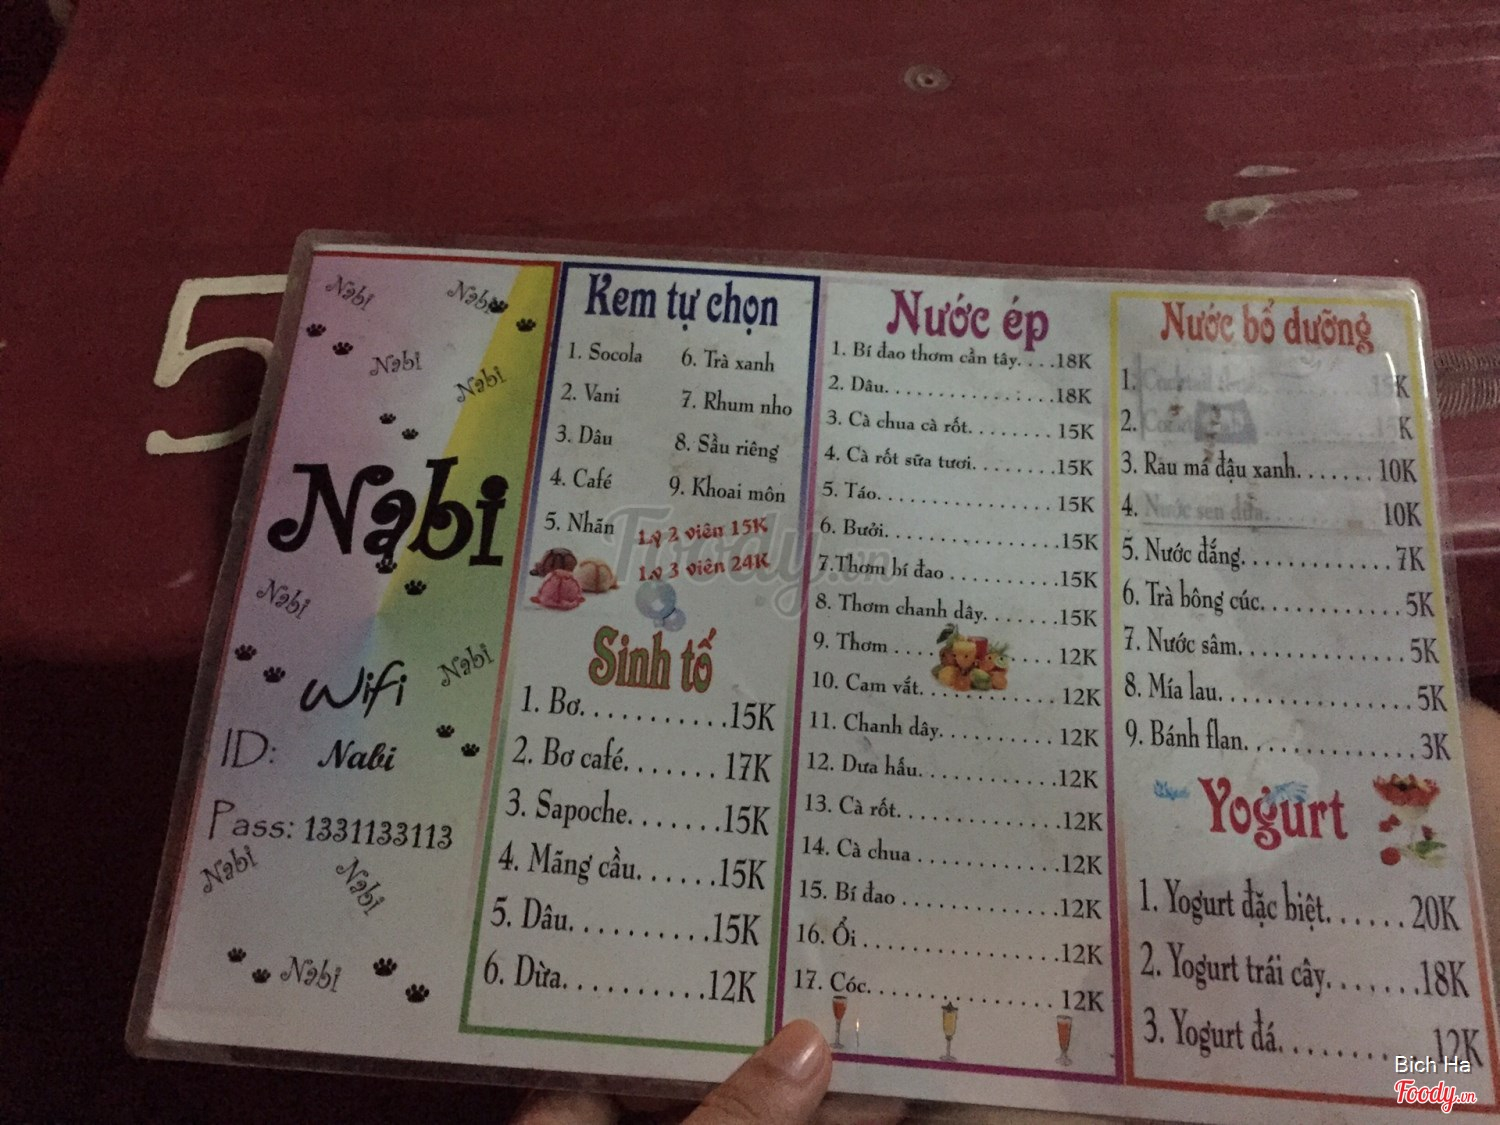 5
Nabi
Nabi
Nabi
Nabi
Nabi
Nabi
Nabi
Wifi
ID: Nabi
Pass: 1331133113
Nabi
Nabi
Nabi
Kem tự chọn
1. Socola
2. Vani
3. Dâu
4. Café
5. Nhãn
6. Trà xanh
7. Rhum nho
8. Sầu riêng
9. Khoai môn
Ly 2 viên 15K
Ly 3 viên 24K
Sinh tố
1. Bơ...........15K
2. Bơ café.......17K
3. Sapoche.......15K
4. Mãng cầu......15K
5. Dâu..........15K
6. Dừa..........12K
Nước ép
1. Bí đao thơm cần tây....18K
2. Dâu..............18K
3. Cà chua cà rốt........15K
4. Cà rốt sữa tươi.......15K
5. Táo..............15K
6. Bưởi..............15K
7.Thơm bí đao..........15K
8. Thơm chanh dây.......15K
9. Thơm..............12K
10. Cam vắt...........12K
11. Chanh dây..........12K
12. Dưa hấu...........12K
13. Cà rốt............12K
14. Cà chua...........12K
15. Bí đao............12K
16. Ổi..............12K
17. Cóc..............12K
Nước bổ dưỡng
1. 15K
2. K
3. Rau má đậu xanh.......10K
4. Nước sen dừa. 10K
5. Nước đắng...........7K
6. Trà bông cúc..........5K
7. Nước sâm............5K
8. Mía lau.............5K
9. Bánh flan............3K
Yogurt
1. Yogurt đặc biệt......20K
2. Yogurt trái cây.......18K
3. Yogurt đá..........12K
Foody.vn
Bich Ha
Foody.vn